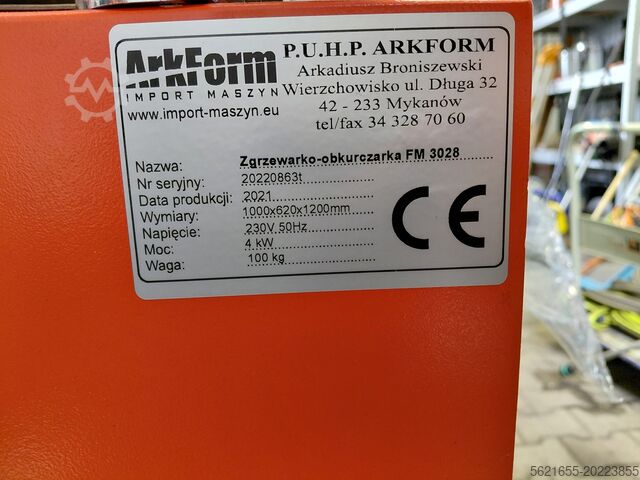 ArkForm
IMPORT MASZYN
www.import-maszyn.eu
P.U.H.P. ARKFORM
Arkadiusz Broniszewski
Wierzchowisko ul. Długa 32
42 - 233 Mykanów
tel/fax 34 328 70 60
Nazwa: Zgrzewarko-obkurczarka FM 3028
Nr seryjny: 20220863t
Data produkcji: 2021
Wymiary: 1000x620x1200mm
Napięcie: 230V 50Hz
Moc: 4 kW
Waga: 100 kg
CE
5621655-20223855